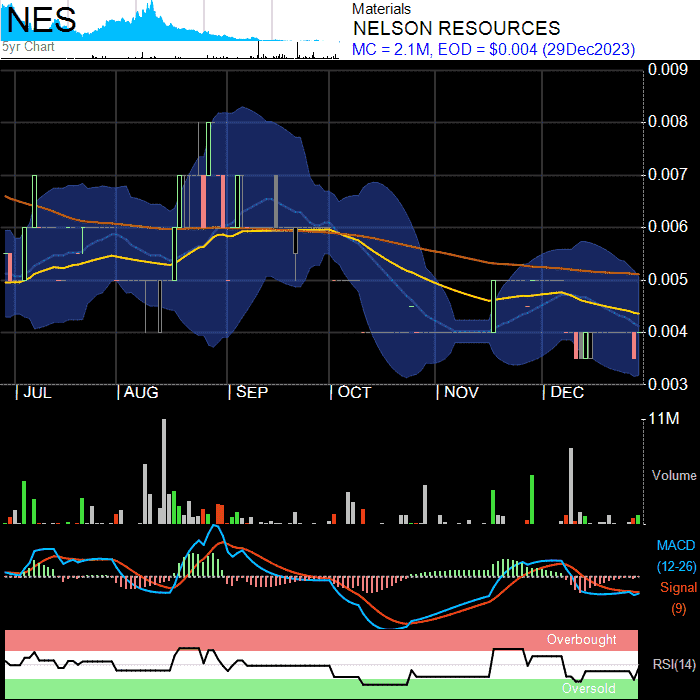 NES
5yr Chart
Materials
NELSON RESOURCES
MC = 2.1M, EOD = $0.004 (29Dec2023)
0.009
0.008
0.007
0.006
0.005
0.004
0.003
JUL AUG SEP OCT NOV DEC
11M
Volume
MACD
(12-26)
Signal
(9)
Overbought
RSI(14)
Oversold